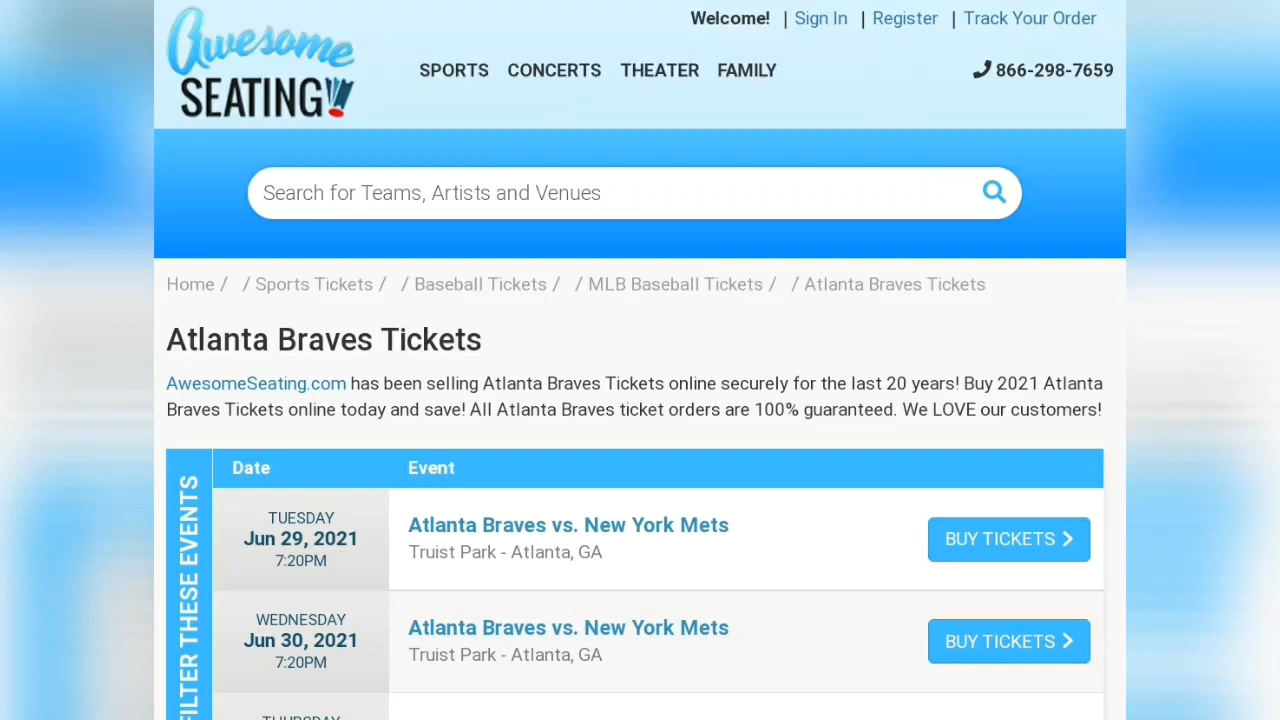 Awesome
SEATING
Welcome! | Sign In | Register | Track Your Order
SPORTS CONCERTS THEATER FAMILY
866-298-7659
Search for Teams, Artists and Venues
Home / / Sports Tickets / / Baseball Tickets / / MLB Baseball Tickets / / Atlanta Braves Tickets
Atlanta Braves Tickets
AwesomeSeating.com has been selling Atlanta Braves Tickets online securely for the last 20 years! Buy 2021 Atlanta
Braves Tickets online today and save! All Atlanta Braves ticket orders are 100% guaranteed. We LOVE our customers!
FILTER THESE EVENTS
Date Event
TUESDAY
Jun 29, 2021
7:20PM
Atlanta Braves vs. New York Mets
Truist Park - Atlanta, GA
BUY TICKETS
WEDNESDAY
Jun 30, 2021
7:20PM
Atlanta Braves vs. New York Mets
Truist Park - Atlanta, GA
BUY TICKETS
THURSDAY